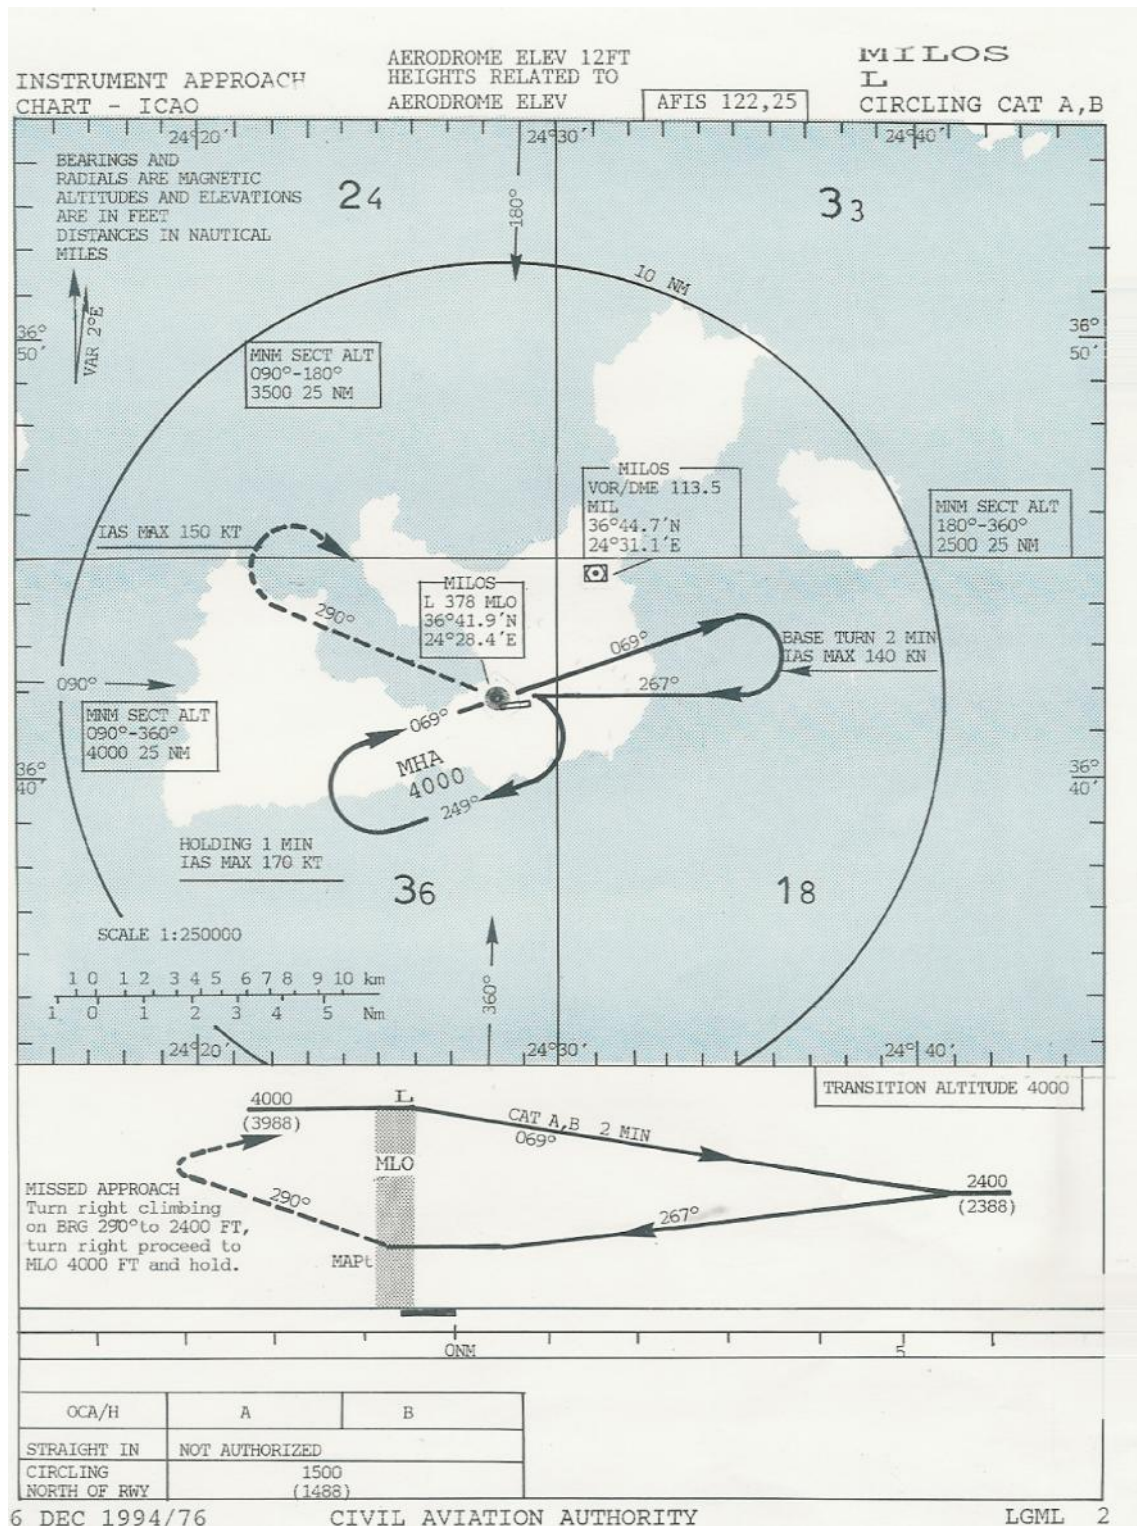 INSTRUMENT APPROACH
CHART - ICAO
AERODROME ELEV 12FT
HEIGHTS RELATED TO
AERODROME ELEV
AFIS 122,25
MILOS
L
CIRCLING CAT A,B
24°20'
24°30'
24°40'
BEARINGS AND
RADIALS ARE MAGNETIC
ALTITUDES AND ELEVATIONS
ARE IN FEET
DISTANCES IN NAUTICAL
MILES
24
180°
33
10 NM
VAR 2°E
36°
50'
36°
50'
MNM SECT ALT
090°-180°
3500 25 NM
MILOS
VOR/DME 113.5
MIL
36°44.7'N
24°31.1'E
MNM SECT ALT
180°-360°
2500 25 NM
IAS MAX 150 KT
MILOS
L 378 MLO
36°41.9'N
24°28.4'E
290°
069°
BASE TURN 2 MIN
IAS MAX 140 KN
267°
090°
MNM SECT ALT
090°-360°
4000 25 NM
069°
MHA
4000
249°
36°
40'
36°
40'
HOLDING 1 MIN
IAS MAX 170 KT
36
18
SCALE 1:250000
360°
1 0 1 2 3 4 5 6 7 8 9 10 km
1 0 1 2 3 4 5 Nm
24°20'
24°30'
24°40'
TRANSITION ALTITUDE 4000
4000
(3988)
L
CAT A,B 2 MIN
069°
MLO
2400
(2388)
MISSED APPROACH
Turn right climbing
on BRG 290° to 2400 FT,
turn right proceed to
MLO 4000 FT and hold.
290°
267°
MAPt
0NM
5
OCA/H A B
STRAIGHT IN NOT AUTHORIZED
CIRCLING 1500
NORTH OF RWY (1488)
6 DEC 1994/76
CIVIL AVIATION AUTHORITY
LGML 2